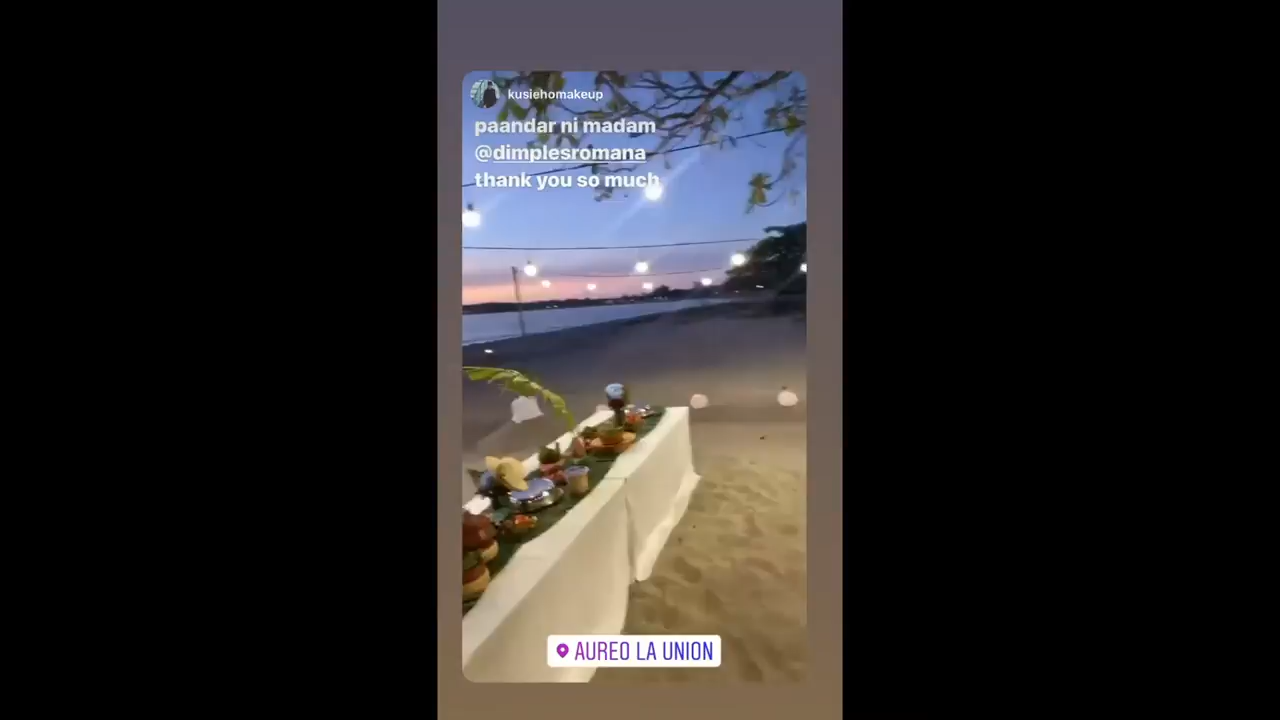 kusiehomakeup
paandar ni madam
@dimplesromana
thank you so much
AUREO LA UNION